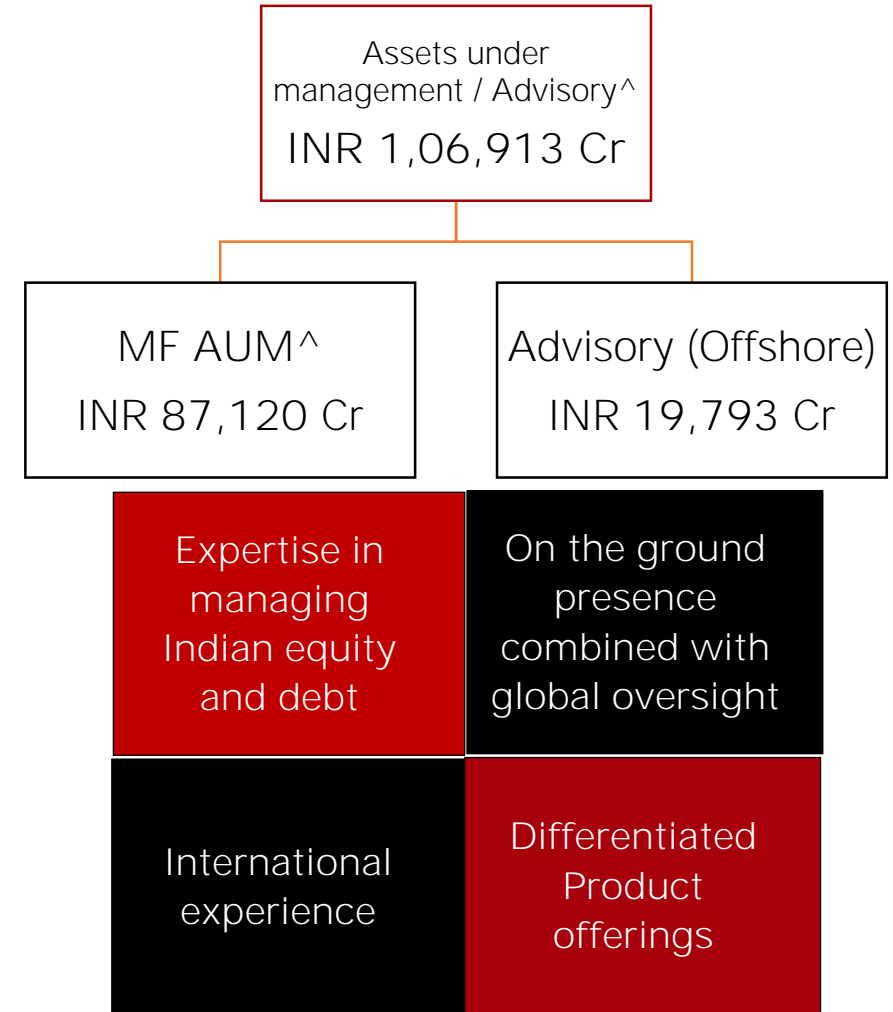 Assets under
management / Advisory^
INR 1,06,913 Cr
MF AUM^
INR 87,120 Cr
Advisory (Offshore)
INR 19,793 Cr
Expertise in
managing
Indian equity
and debt
On the ground
presence
combined with
global oversight
International
experience
Differentiated
Product
offerings